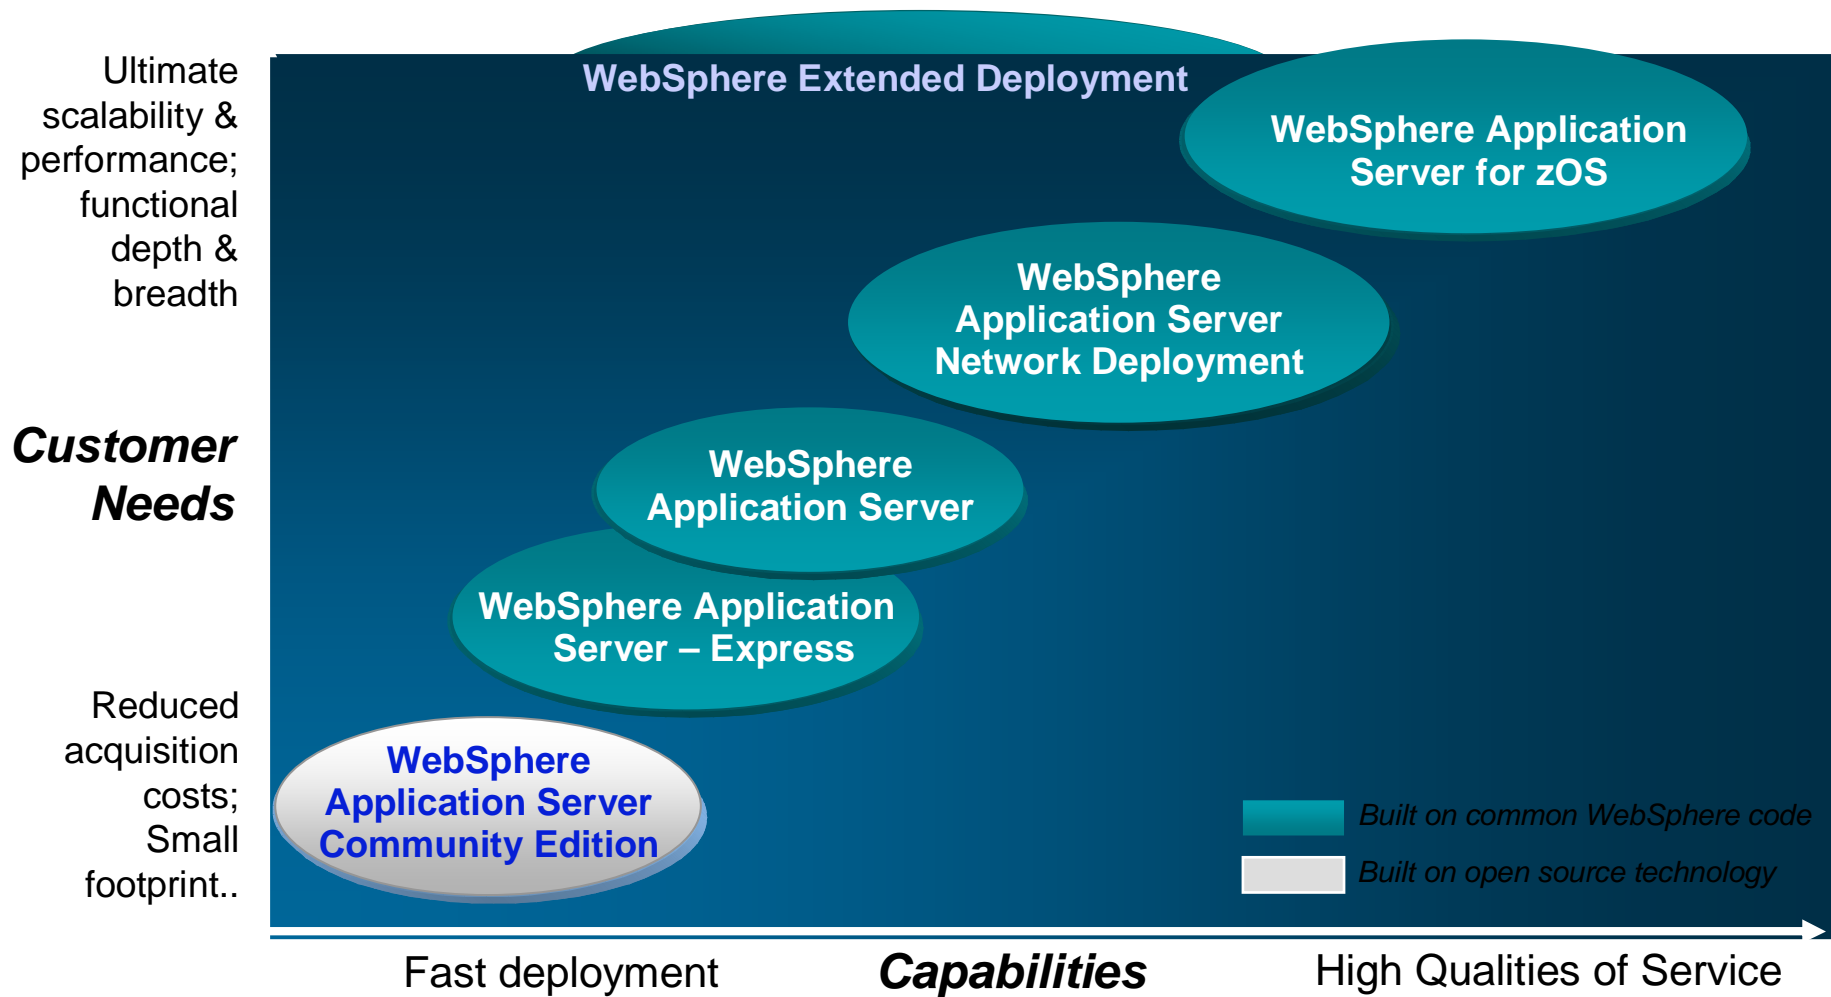 Ultimate
scalability &
performance;
functional
depth &
breadth
Customer
Needs
Reduced
acquisition
costs;
Small
footprint..
WebSphere Extended Deployment
WebSphere Application
Server for zOS
WebSphere
Application Server
Network Deployment
WebSphere
Application Server
WebSphere Application
Server – Express
WebSphere
Application Server
Community Edition
Built on common WebSphere code
Built on open source technology
Fast deployment
Capabilities
High Qualities of Service